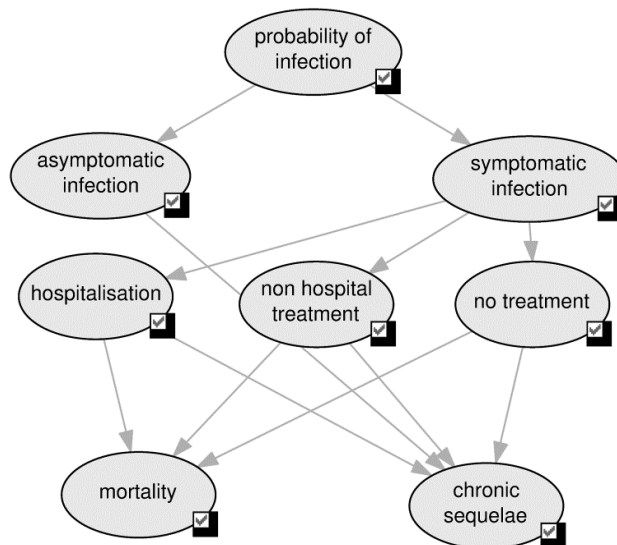 probability of
infection
asymptomatic
infection
symptomatic
infection
hospitalisation
non hospital
treatment
no treatment
mortality
chronic
sequelae